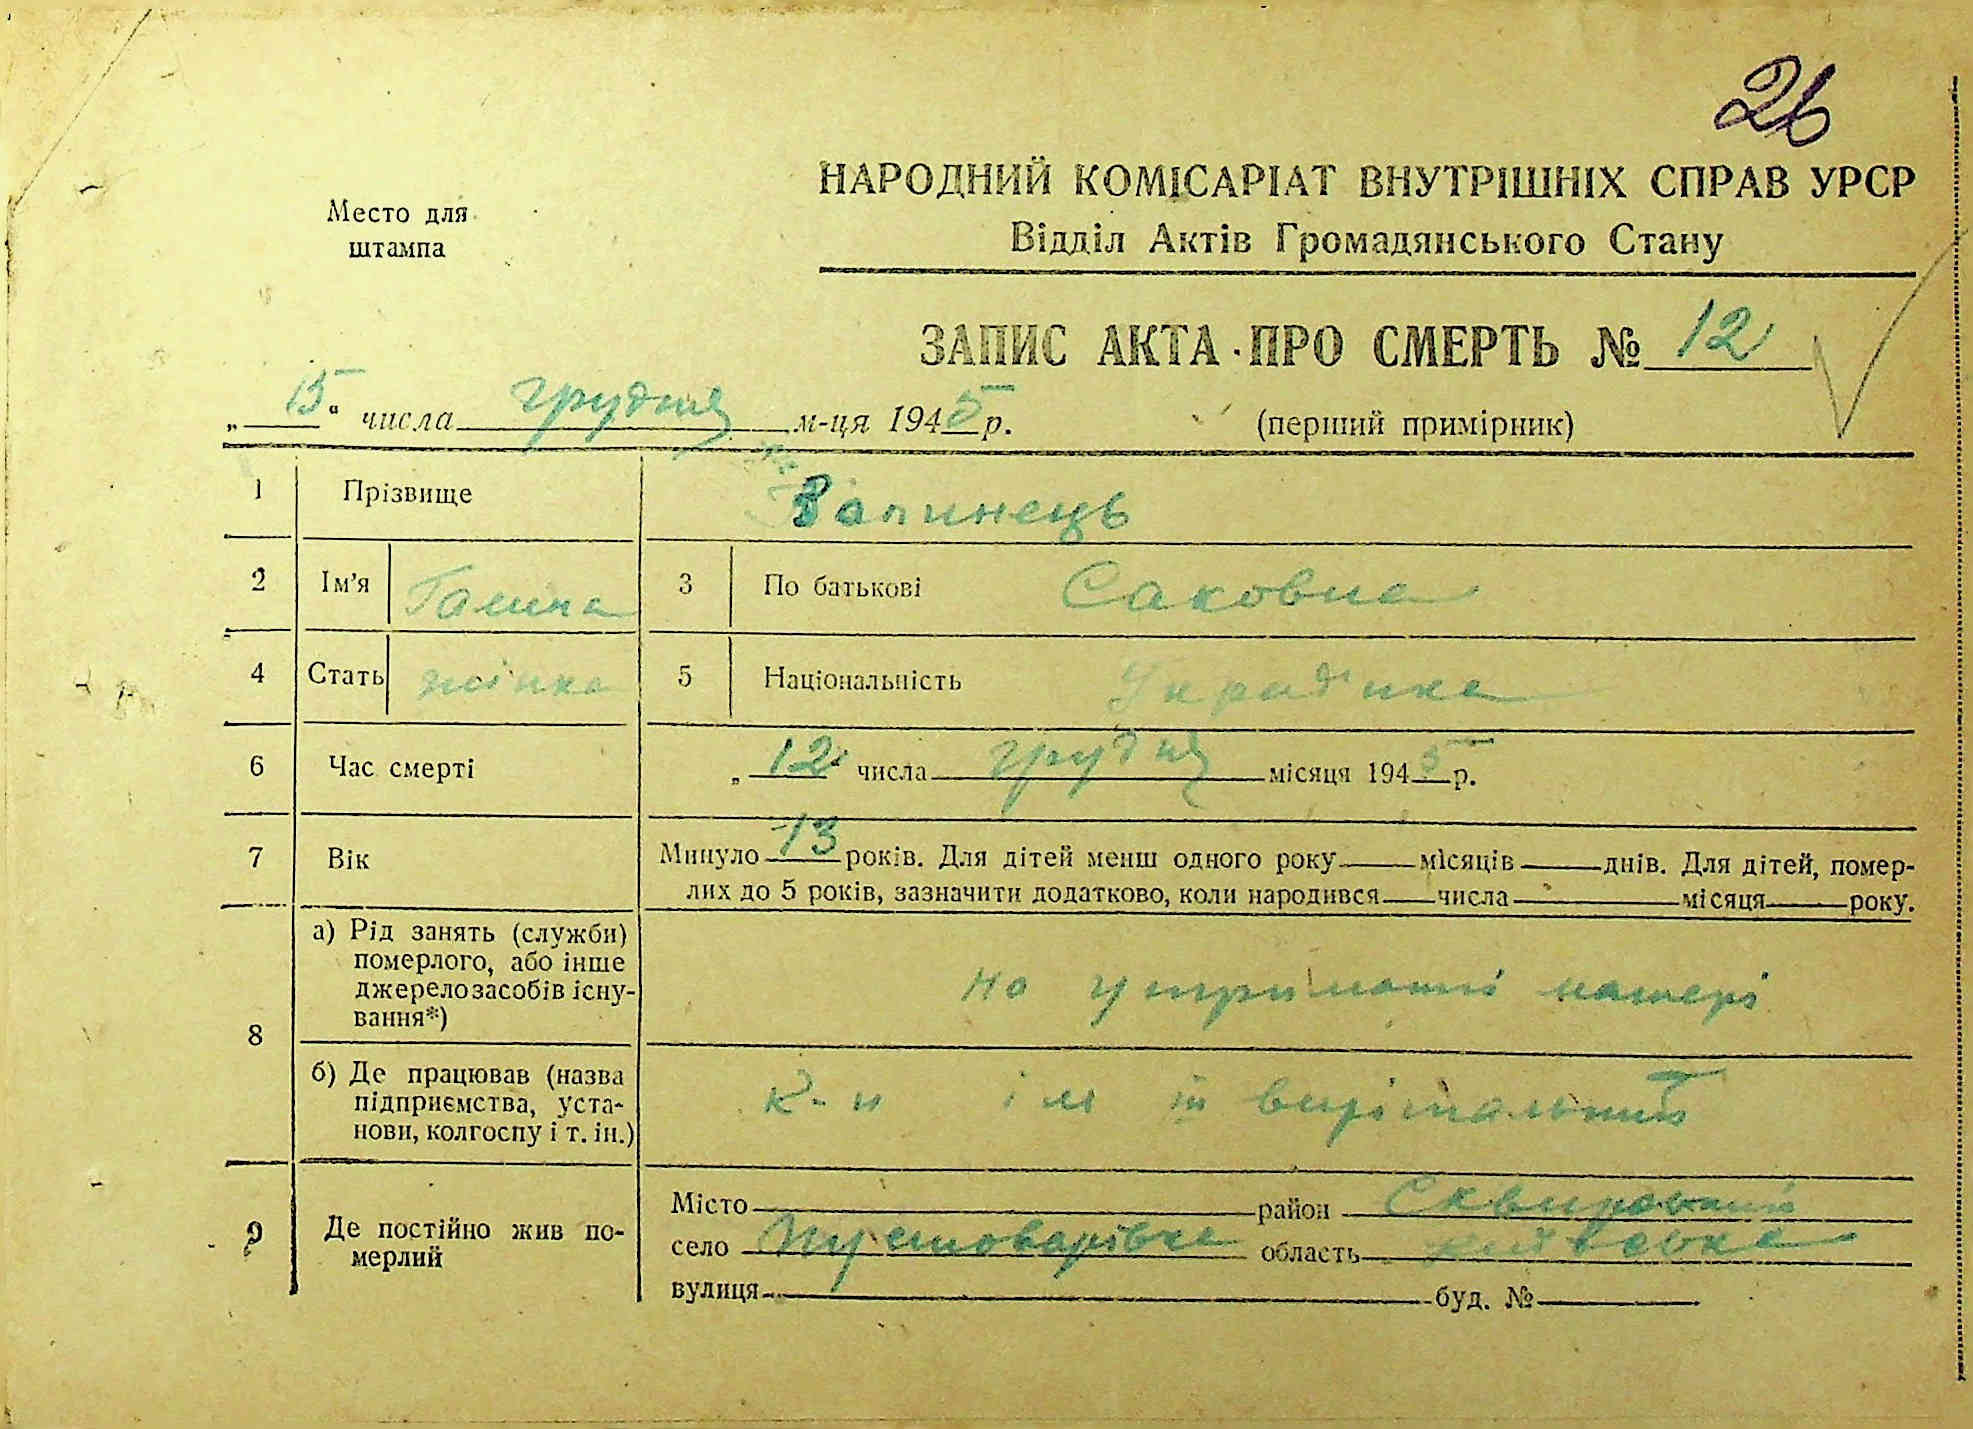 26
Место для
штампа
НАРОДНИЙ КОМІСАРІАТ ВНУТРІШНІХ СПРАВ УРСР
Відділ Актів Громадянського Стану
ЗАПИС АКТА ПРО СМЕРТЬ № 12
„ 15 “ числа грудня м-ця 1945 р. (перший примірник)
1 Прізвище
2 Ім’я Галина 3 По батькові Саковна
4 Стать жінка 5 Національність
6 Час смерті „ 12 “ числа грудня місяця 1945 р.
7 Вік Минуло 13 років. Для дітей менш одного року місяців днів. Для дітей, помер-
лих до 5 років, зазначити додатково, коли народився числа місяця року.
8 а) Рід занять (служби)
померлого, або інше
джерело засобів існу-
вання*)
на утриманні матері
б) Де працював (назва
підприємства, уста-
нови, колгоспу і т. ін.)
9 Де постійно жив по-
мерлий
Місто район Сквирський
село Пустоварівка область Київська
вулиця буд. №